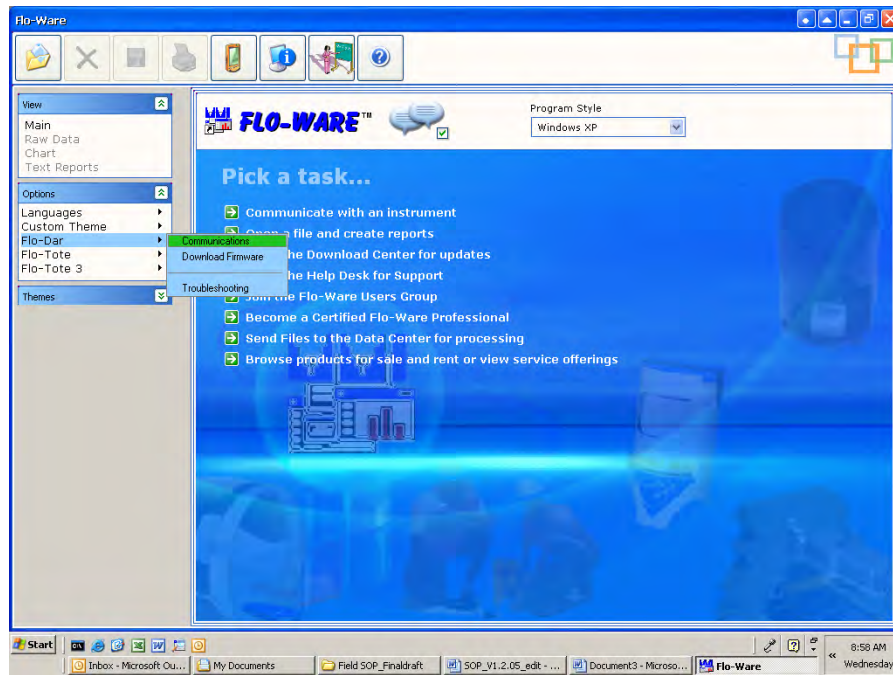 Flo-Ware
View
Main
Raw Data
Chart
Text Reports
Options
Languages
Custom Theme
Flo-Dar
Flo-Tote
Flo-Tote 3
Themes
Communications
Download Firmware
Troubleshooting
FLO-WARE™
Program Style
Windows XP
Pick a task...
Communicate with an instrument
a file and create reports
he Download Center for updates
he Help Desk for Support
the Flo-Ware Users Group
Become a Certified Flo-Ware Professional
Send Files to the Data Center for processing
Browse products for sale and rent or view service offerings
Start
8:58 AM
Inbox - Microsoft Ou...
My Documents
Field SOP_Finaldraft
SOP_V1.2.05_edit - ...
Document3 - Microso...
Flo-Ware
Wednesday